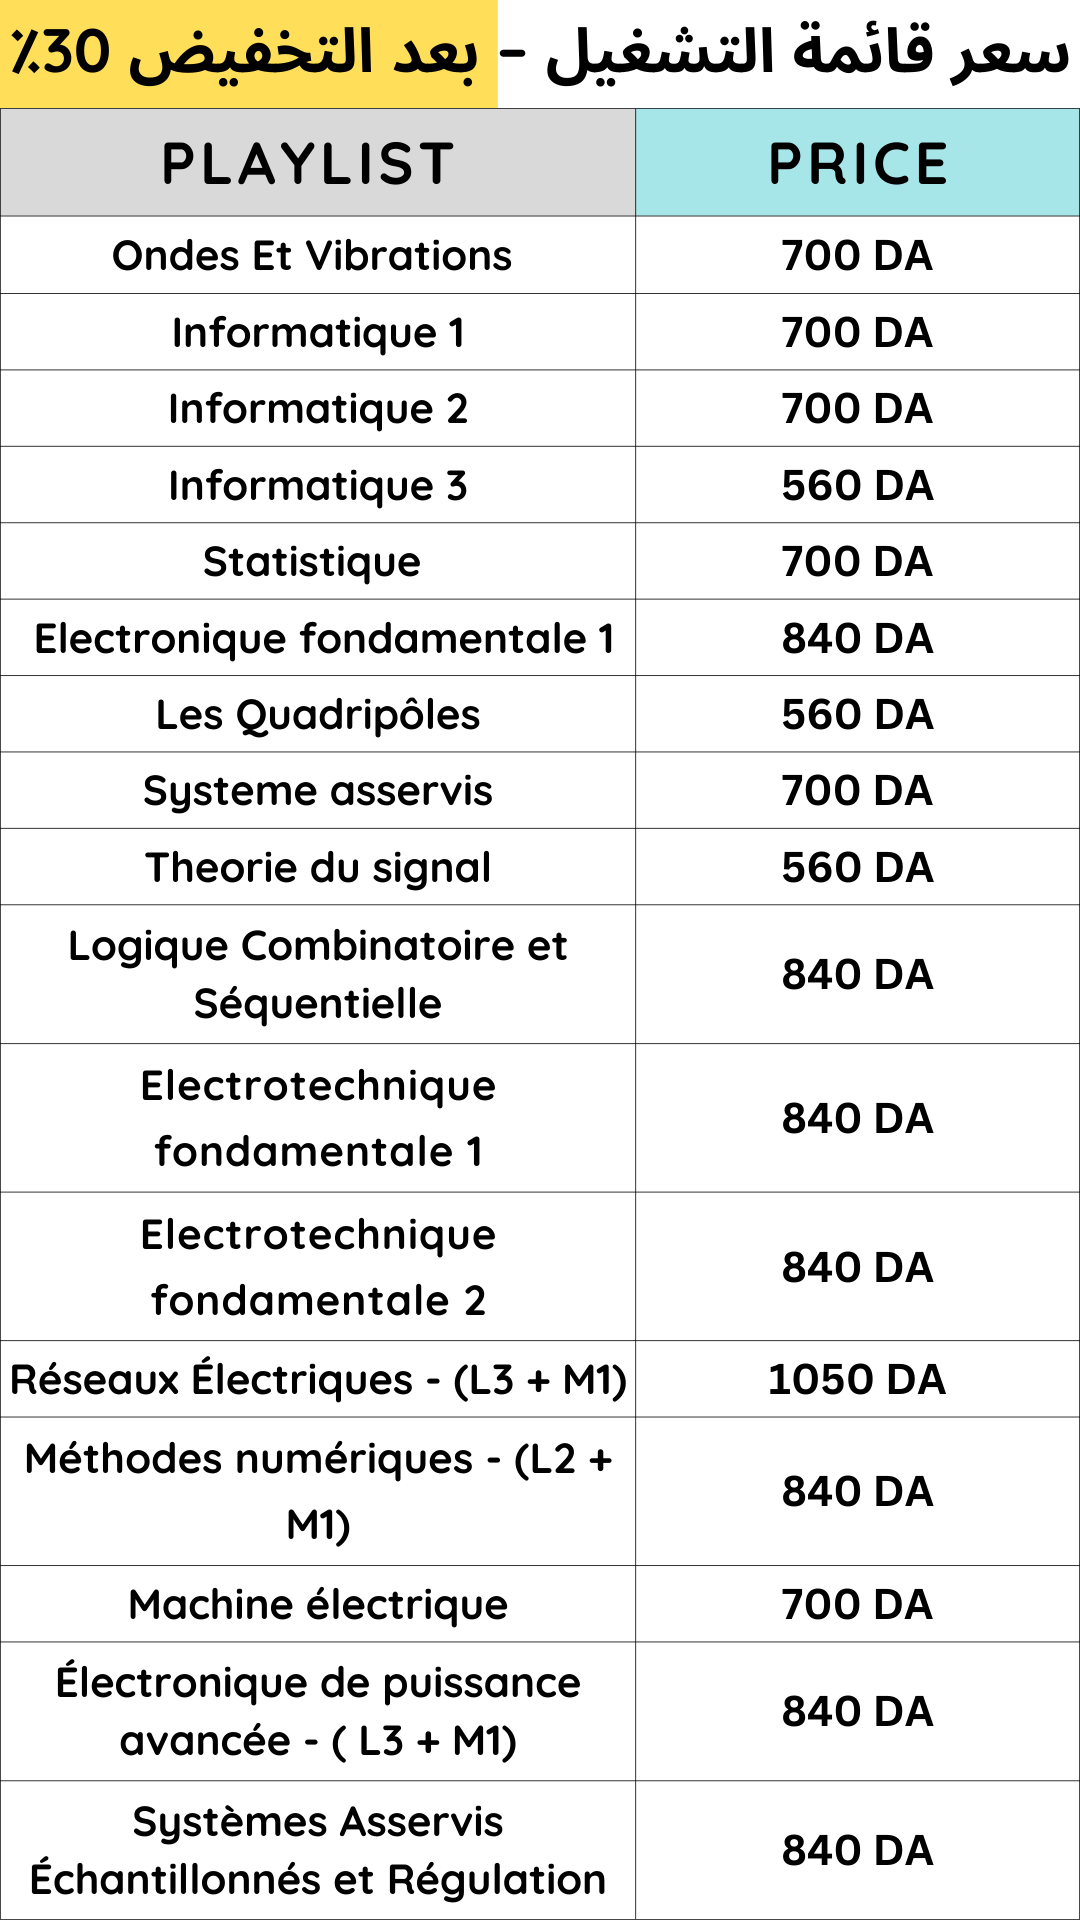 سعر قائمة التشغيل - بعد التخفيض 30٪
PLAYLIST PRICE
Ondes Et Vibrations 700 DA
Informatique 1 700 DA
Informatique 2 700 DA
Informatique 3 560 DA
Statistique 700 DA
Electronique fondamentale 1 840 DA
Les Quadripôles 560 DA
Systeme asservis 700 DA
Theorie du signal 560 DA
Logique Combinatoire et
Séquentielle
840 DA
Electrotechnique
fondamentale 1
840 DA
Electrotechnique
fondamentale 2
840 DA
Réseaux Électriques - (L3 + M1) 1050 DA
Méthodes numériques - (L2 +
M1)
840 DA
Machine électrique 700 DA
Électronique de puissance
avancée - ( L3 + M1)
840 DA
Systèmes Asservis
Échantillonnés et Régulation
840 DA